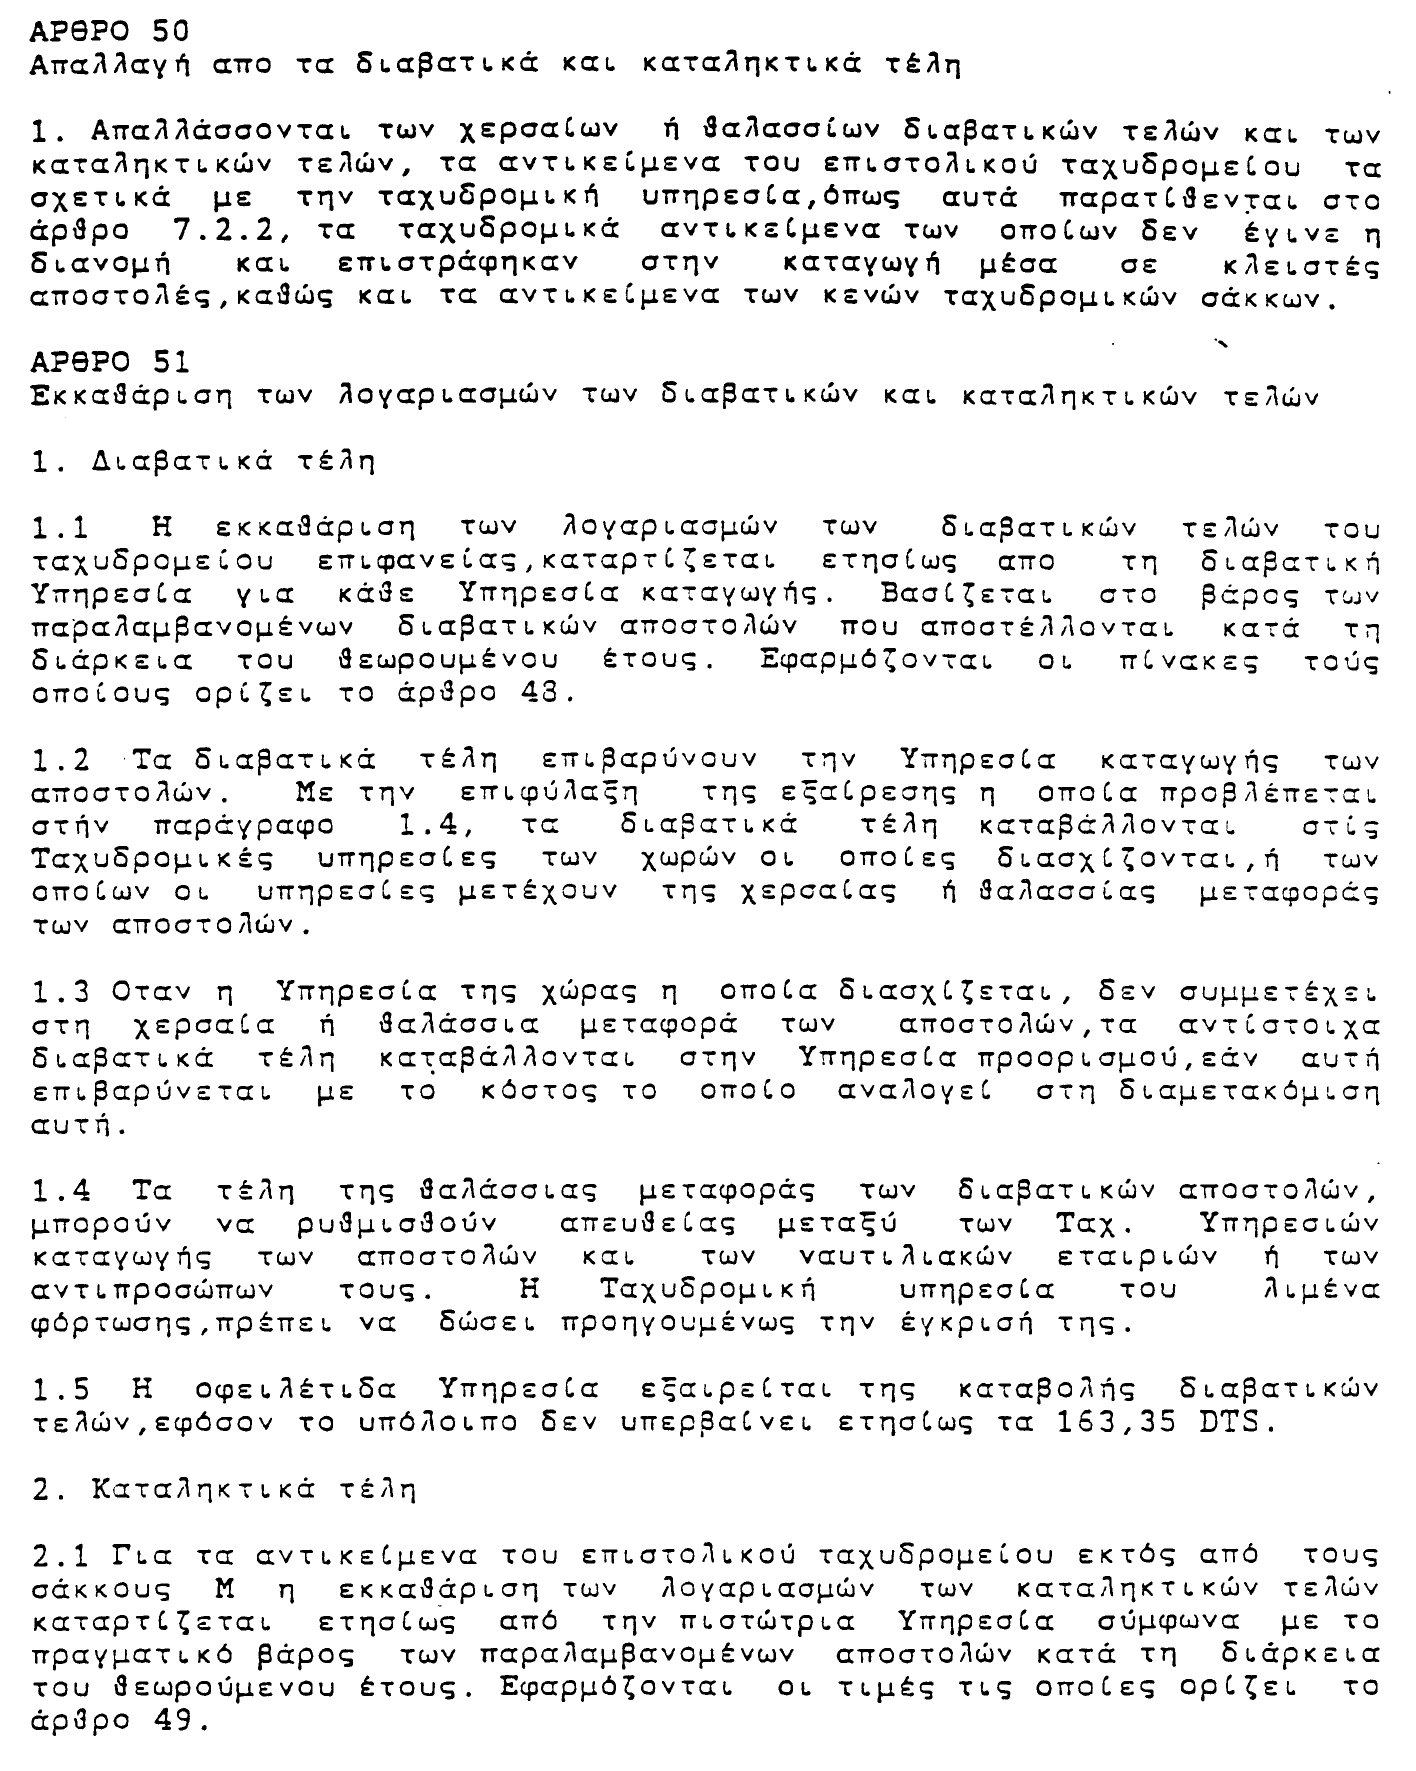 ΑΡΘΡΟ 50
Απαλλαγή απο τα διαβατικά και καταληκτικά τέλη
1. Απαλλάσσονται των χερσαίων ή θαλασσίων διαβατικών τελών και των
καταληκτικών τελών, τα αντικείμενα του επιστολικού ταχυδρομείου τα
σχετικά με την ταχυδρομική υπηρεσία,όπως αυτά παρατίθενται στο
άρθρο 7.2.2, τα ταχυδρομικά αντικείμενα των οποίων δεν έγινε η
διανομή και επιστράφηκαν στην καταγωγή μέσα σε κλειστές
αποστολές,καθώς και τα αντικείμενα των κενών ταχυδρομικών σάκκων.
ΑΡΘΡΟ 51
Εκκαθάριση των λογαριασμών των διαβατικών και καταληκτικών τελών
1. Διαβατικά τέλη
1.1 Η εκκαθάριση των λογαριασμών των διαβατικών τελών του
ταχυδρομείου επιφανείας,καταρτίζεται ετησίως απο τη διαβατική
Υπηρεσία για κάθε Υπηρεσία καταγωγής. Βασίζεται στο βάρος των
παραλαμβανομένων διαβατικών αποστολών που αποστέλλονται κατά τη
διάρκεια του θεωρουμένου έτους. Εφαρμόζονται οι πίνακες τούς
οποίους ορίζει το άρθρο 48.
1.2 Τα διαβατικά τέλη επιβαρύνουν την Υπηρεσία καταγωγής των
αποστολών. Με την επιφύλαξη της εξαίρεσης η οποία προβλέπεται
στήν παράγραφο 1.4, τα διαβατικά τέλη καταβάλλονται στίς
Ταχυδρομικές υπηρεσίες των χωρών οι οποίες διασχίζονται,ή των
οποίων οι υπηρεσίες μετέχουν της χερσαίας ή θαλασσίας μεταφοράς
των αποστολών.
1.3 Οταν η Υπηρεσία της χώρας η οποία διασχίζεται, δεν συμμετέχει
στη χερσαία ή θαλάσσια μεταφορά των αποστολών,τα αντίστοιχα
διαβατικά τέλη καταβάλλονται στην Υπηρεσία προορισμού,εάν αυτή
επιβαρύνεται με το κόστος το οποίο αναλογεί στη διαμετακόμιση
αυτή.
1.4 Τα τέλη της θαλάσσιας μεταφοράς των διαβατικών αποστολών,
μπορούν να ρυθμισθούν απευθείας μεταξύ των Ταχ. Υπηρεσιών
καταγωγής των αποστολών και των ναυτιλιακών εταιριών ή των
αντιπροσώπων τους. Η Ταχυδρομική υπηρεσία του λιμένα
φόρτωσης,πρέπει να δώσει προηγουμένως την έγκρισή της.
1.5 Η οφειλέτιδα Υπηρεσία εξαιρείται της καταβολής διαβατικών
τελών,εφόσον το υπόλοιπο δεν υπερβαίνει ετησίως τα 163,35 DTS.
2. Καταληκτικά τέλη
2.1 Για τα αντικείμενα του επιστολικού ταχυδρομείου εκτός από τους
σάκκους Μ η εκκαθάριση των λογαριασμών των καταληκτικών τελών
καταρτίζεται ετησίως από την πιστώτρια Υπηρεσία σύμφωνα με το
πραγματικό βάρος των παραλαμβανομένων αποστολών κατά τη διάρκεια
του θεωρούμενου έτους. Εφαρμόζονται οι τιμές τις οποίες ορίζει το
άρθρο 49.